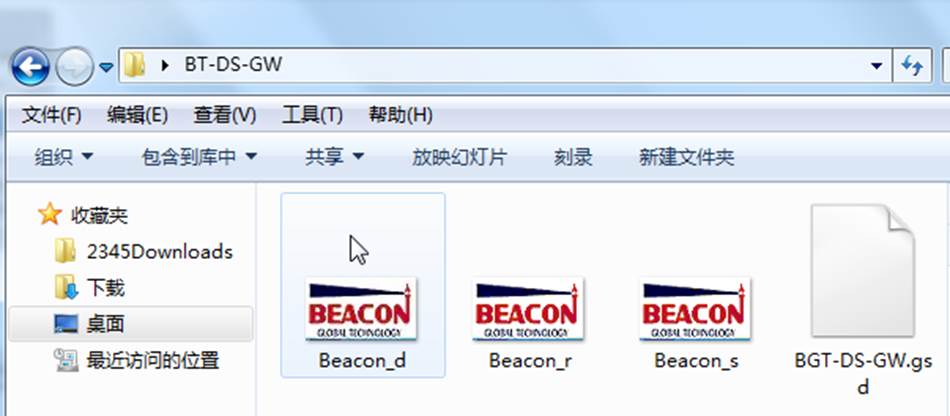 BT-DS-GW
文件(F) 编辑(E) 查看(V) 工具(T) 帮助(H)
组织 包含到库中 共享 放映幻灯片 刻录 新建文件夹
收藏夹
2345Downloads
下载
桌面
最近访问的位置
BEACON
GLOBAL TECHNOLOGY
Beacon_d
BEACON
GLOBAL TECHNOLOGY
Beacon_r
BEACON
GLOBAL TECHNOLOGY
Beacon_s
BGT-DS-GW.gs
d